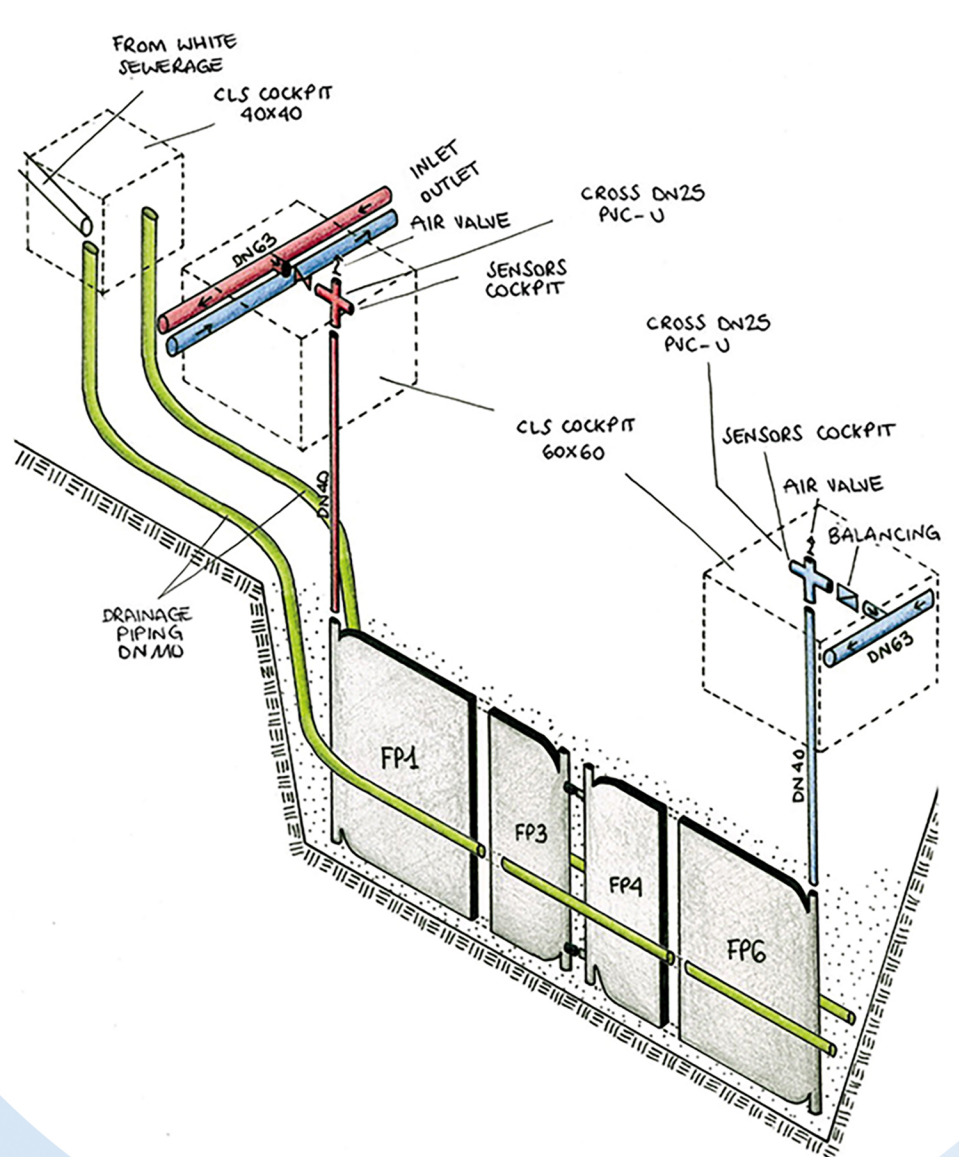 FROM WHITE
SEWERAGE
CLS COCKPIT
40X40
INLET
OUTLET
AIR VALVE
CROSS DN25
PVC-U
SENSORS
COCKPIT
DN63
CROSS DN25
PVC-U
CLS COCKPIT
60X60
SENSORS COCKPIT
AIR VALVE
BALANCING
DN63
DN40
DRAINAGE
PIPING
DN110
DN40
FP1
FP3
FP4
FP6